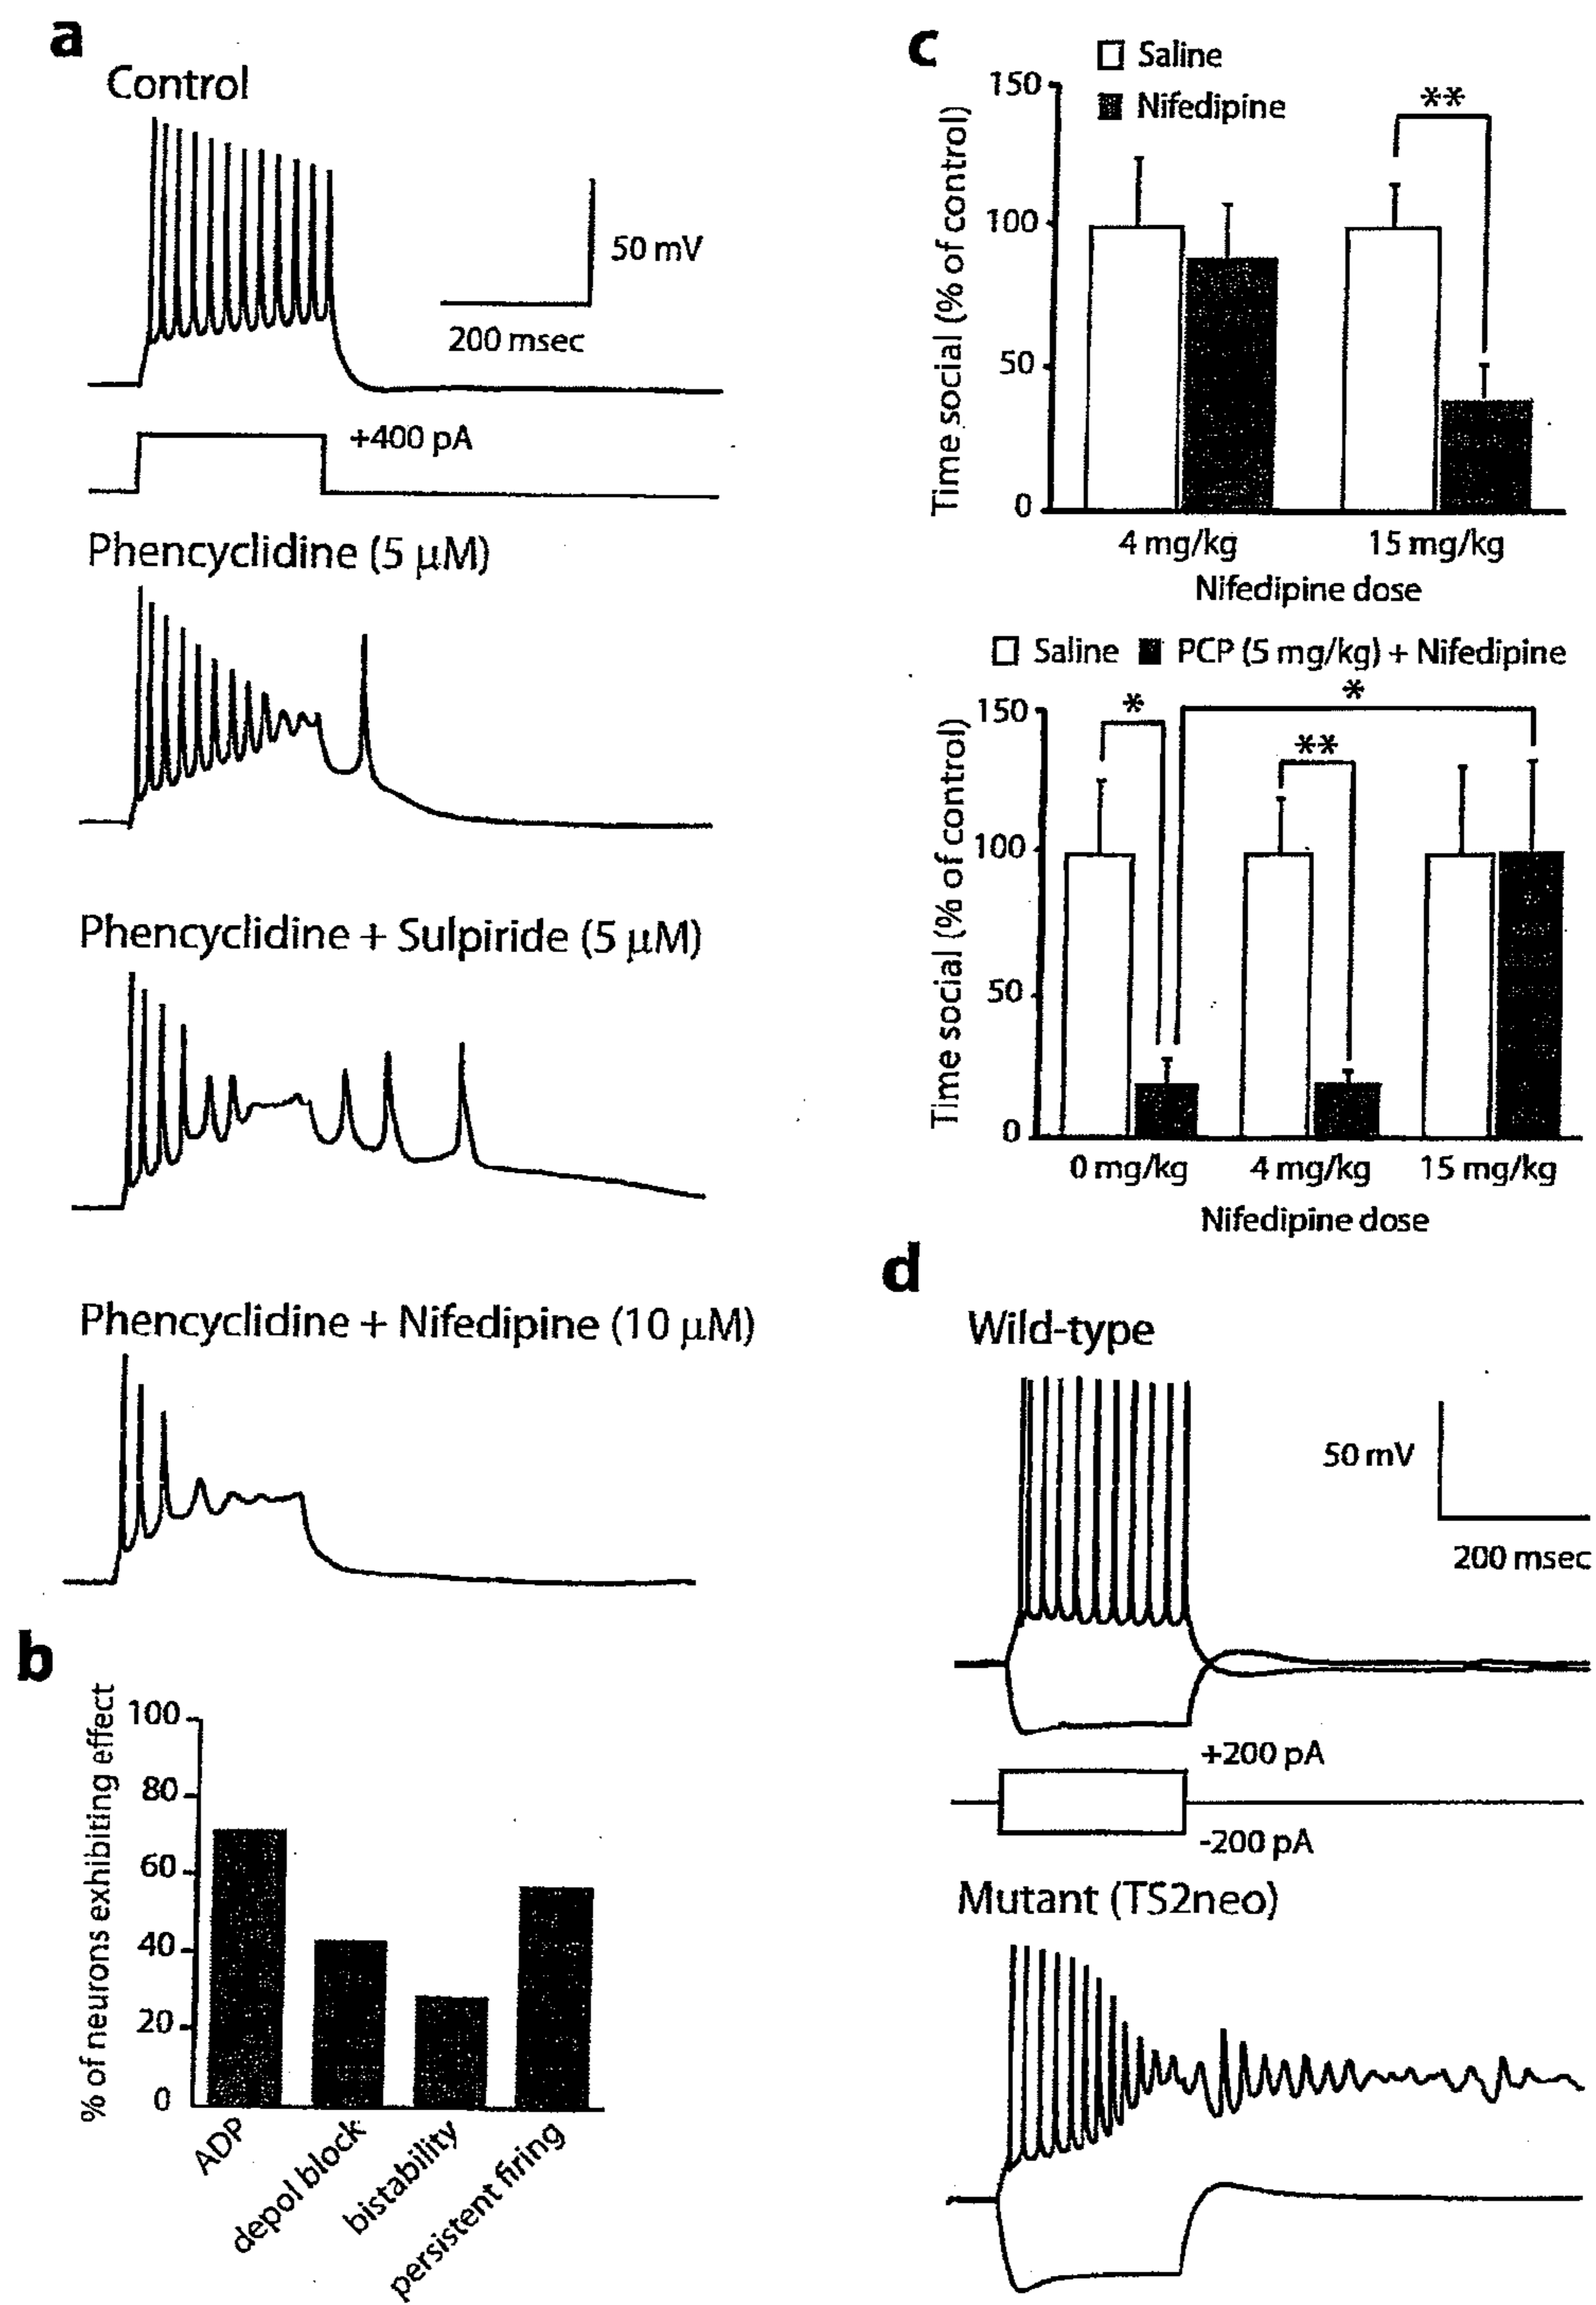 a
Control
50 mV
200 msec
+400 pA
Phencyclidine (5 μM)
Phencyclidine + Sulpiride (5 μM)
Phencyclidine + Nifedipine (10 μM)
b
% of neurons exhibiting effect
100
80
60
40
20
0
ADP
depol block
bistability
persistent firing
c
Saline
Nifedipine
Time social (% of control)
150
100
50
0
**
4 mg/kg
15 mg/kg
Nifedipine dose
Saline
PCP (5 mg/kg) + Nifedipine
Time social (% of control)
150
100
50
0
*
**
*
0 mg/kg
4 mg/kg
15 mg/kg
Nifedipine dose
d
Wild-type
50 mV
200 msec
+200 pA
-200 pA
Mutant (TS2neo)